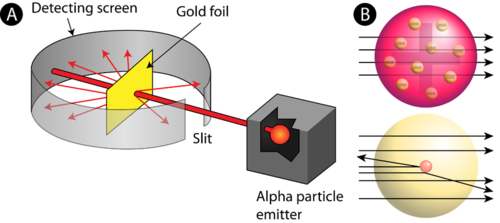 A
Detecting screen
Gold foil
B
Slit
Alpha particle
emitter